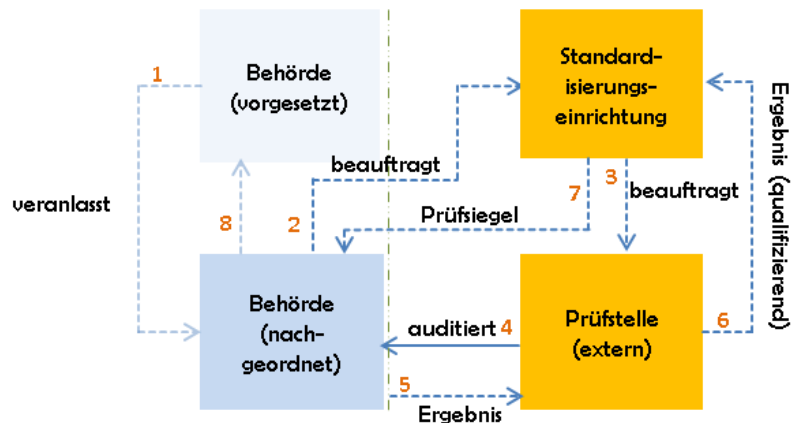 1
Behörde
(vorgesetzt)
Standard-
isierungs-
einrichtung
Ergebnis (qualifizierend)
beauftragt
3
7
beauftragt
veranlasst
8
2
Prüfsiegel
Behörde
(nach-
geordnet)
auditiert 4
Prüfstelle
(extern)
6
5
Ergebnis